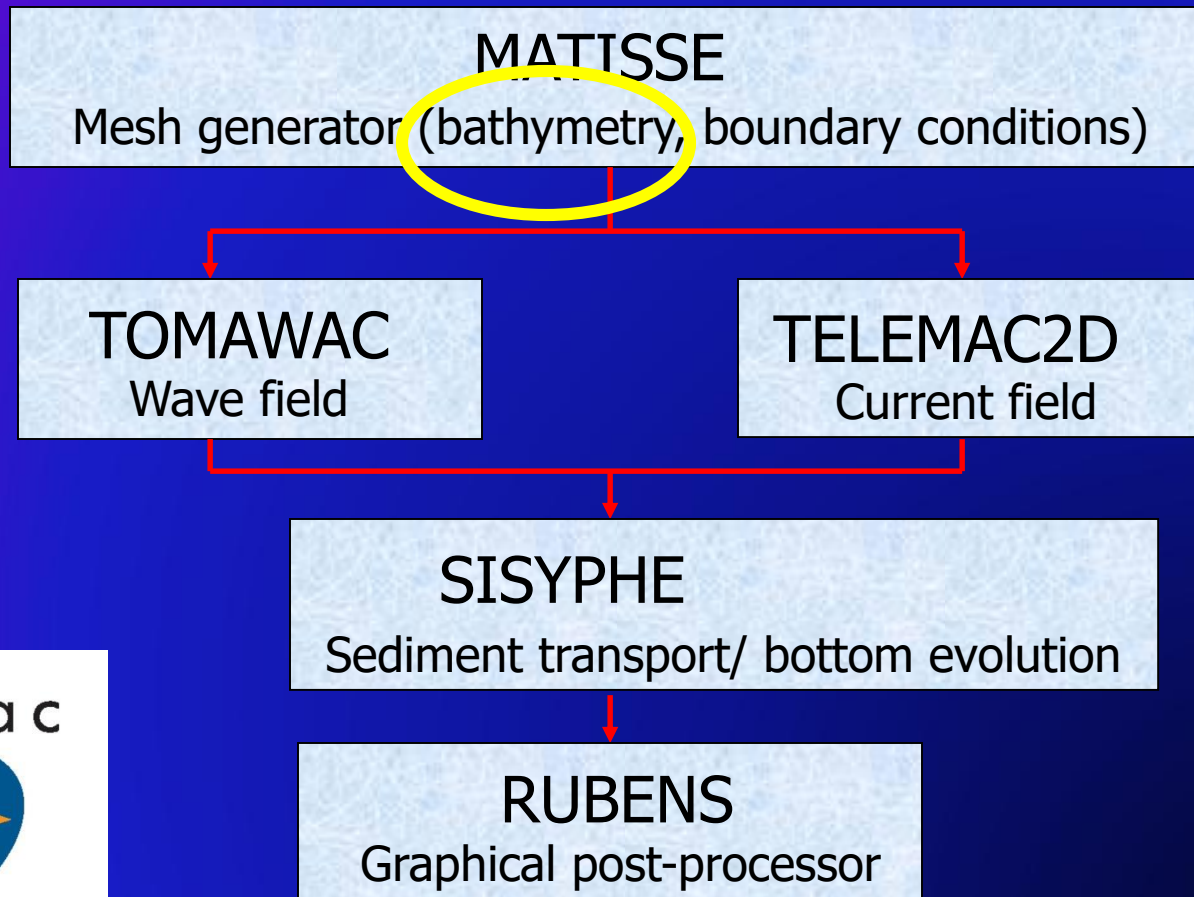 MATISSE
Mesh generator (bathymetry, boundary conditions)
TOMAWAC
Wave field
TELEMAC2D
Current field
SISYPHE
Sediment transport/ bottom evolution
a c
RUBENS
Graphical post-processor